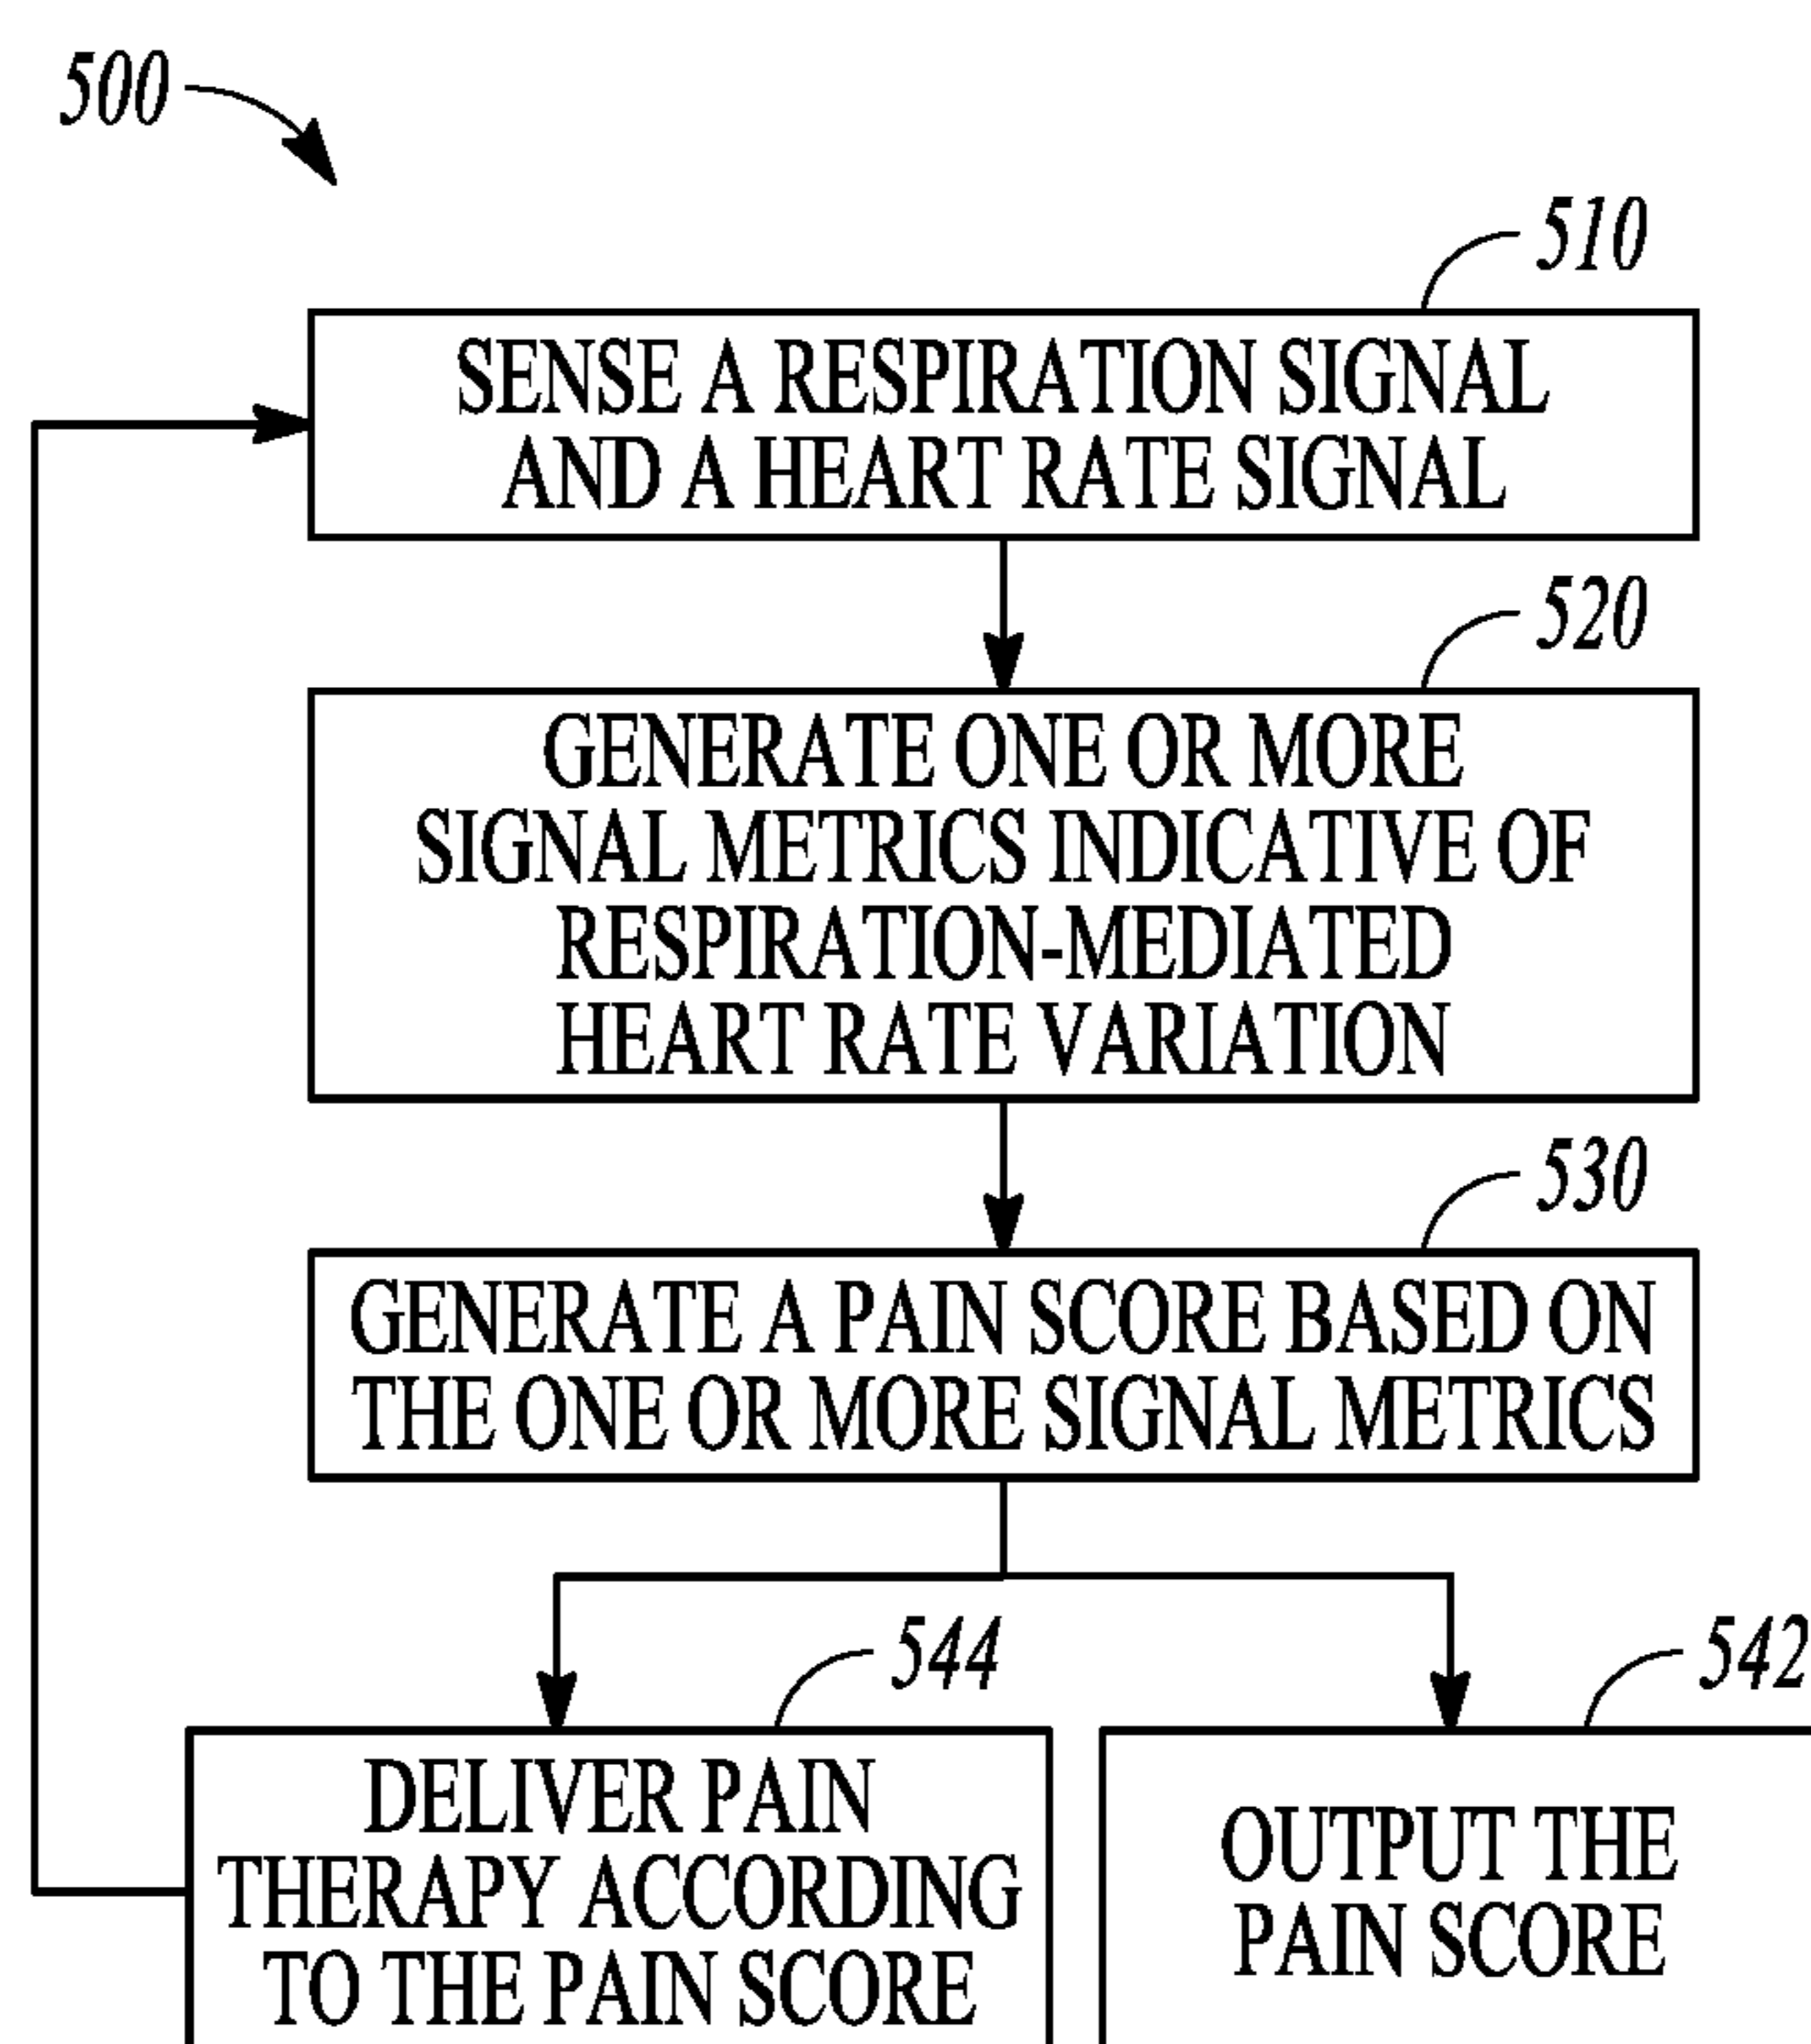 500
510
SENSE A RESPIRATION SIGNAL
AND A HEART RATE SIGNAL
520
GENERATE ONE OR MORE
SIGNAL METRICS INDICATIVE OF
RESPIRATION-MEDIATED
HEART RATE VARIATION
530
GENERATE A PAIN SCORE BASED ON
THE ONE OR MORE SIGNAL METRICS
544
DELIVER PAIN
THERAPY ACCORDING
TO THE PAIN SCORE
542
OUTPUT THE
PAIN SCORE